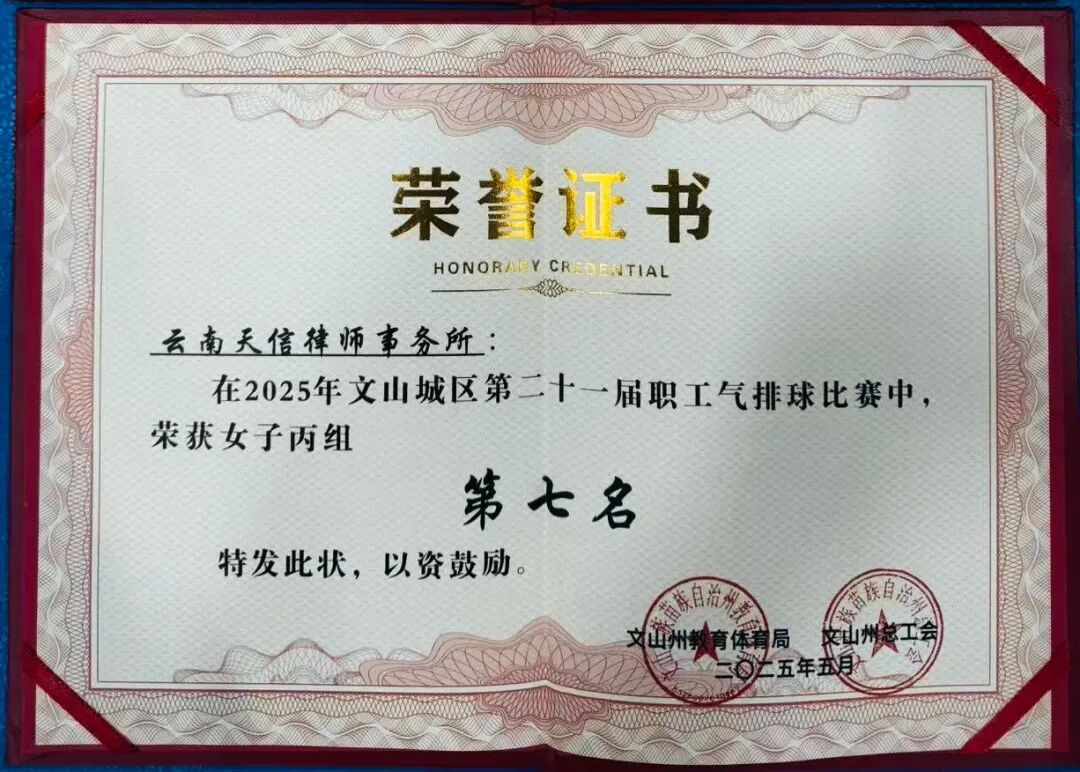 荣誉证书
HONORARY CREDENTIAL
云南天信律师事务所：
在2025年文山城区第二十一届职工气排球比赛中，
荣获女子丙组
第七名
特发此状，以资鼓励。
文山州教育体育局 文山州总工会
二〇二五年五月